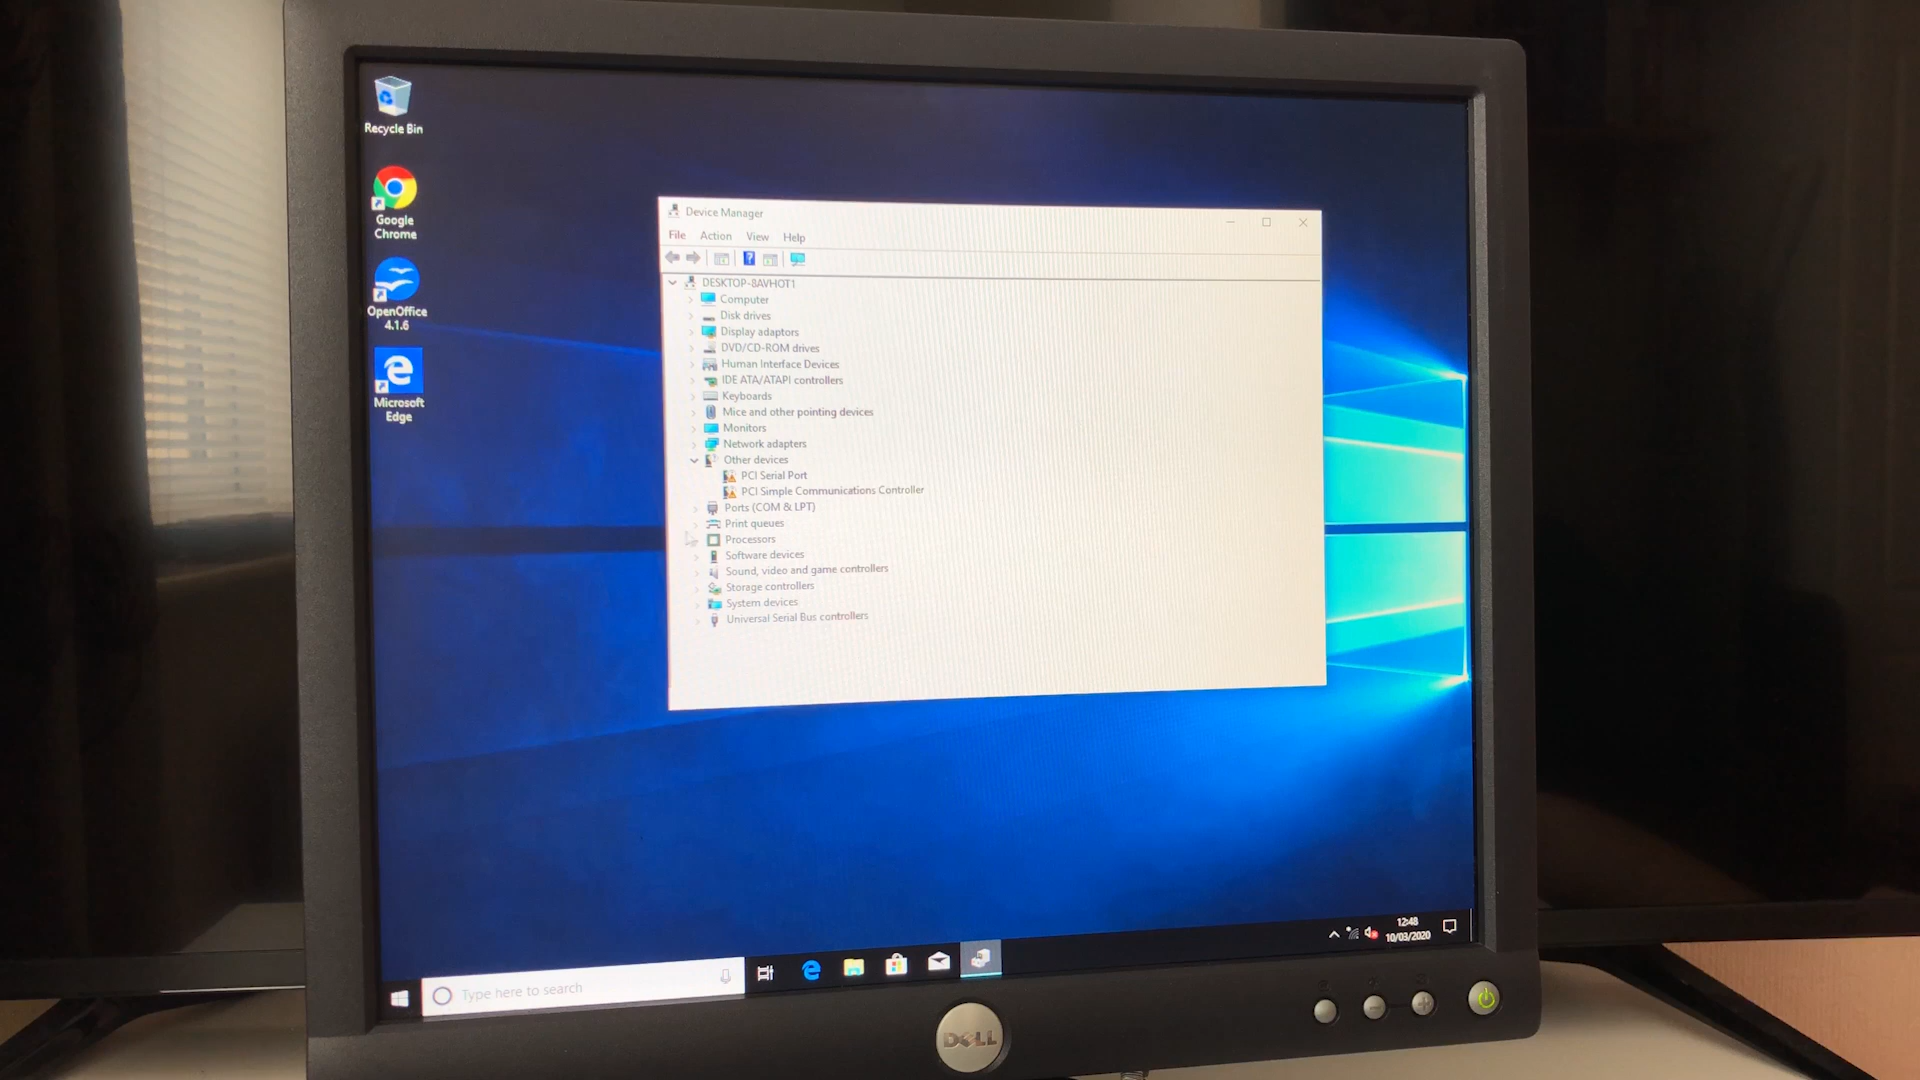 Recycle Bin
Google
Chrome
OpenOffice
4.1.6
Microsoft
Edge
Device Manager
File Action View Help
DESKTOP-8AVHOT1
Computer
Disk drives
Display adaptors
DVD/CD-ROM drives
Human Interface Devices
IDE ATA/ATAPI controllers
Keyboards
Mice and other pointing devices
Monitors
Network adapters
Other devices
PCI Serial Port
PCI Simple Communications Controller
Ports (COM & LPT)
Print queues
Processors
Software devices
Sound, video and game controllers
Storage controllers
System devices
Universal Serial Bus controllers
12:48
10/03/2020
Type here to search
DELL